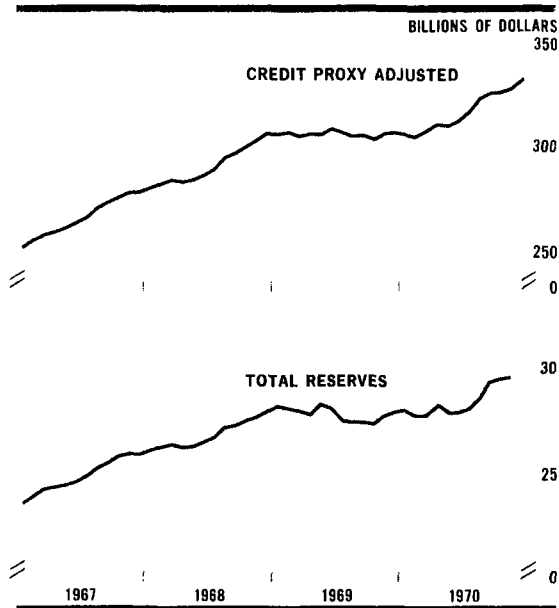 BILLIONS OF DOLLARS
350
CREDIT PROXY ADJUSTED
300
250
0
30
TOTAL RESERVES
25
0
1967 1968 1969 1970